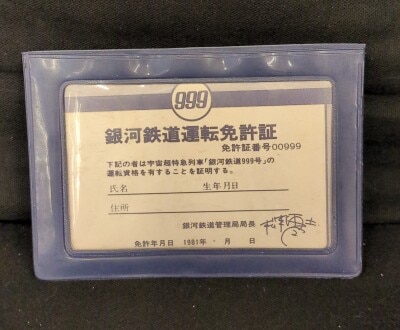 999
銀河鉄道運転免許証
免許証番号00999
下記の者は宇宙超特急列車「銀河鉄道999号」の
運転資格を有することを証明する。
氏名 生年月日
住所
銀河鉄道管理局局長
免許年月日 1981年 ・ 月 日